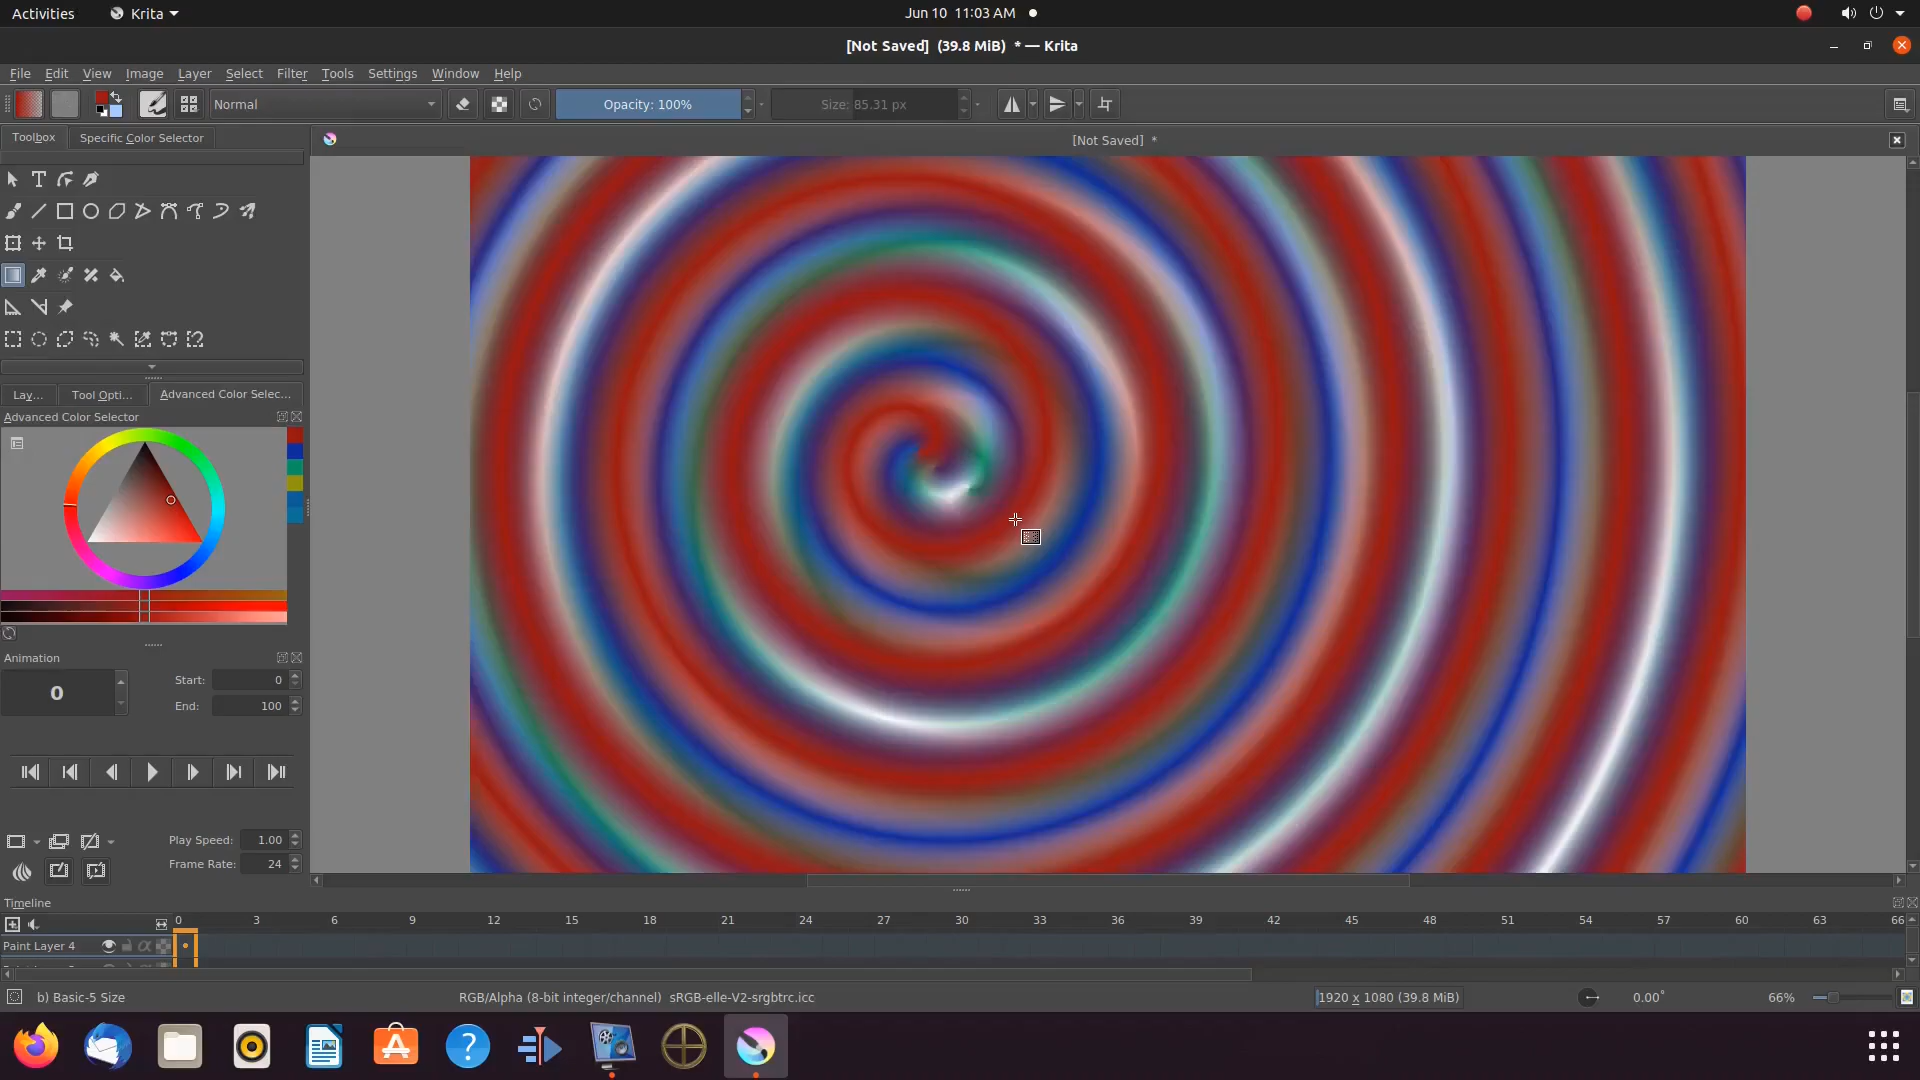 Activities
Krita
Jun 10 11:03 AM
[Not Saved] (39.8 MiB) * — Krita
File Edit View Image Layer Select Filter Tools Settings Window Help
Normal
Opacity: 100%
Size: 85.31 px
Toolbox
Specific Color Selector
[Not Saved] *
Lay...
Tool Opti...
Advanced Color Selec...
Advanced Color Selector
Animation
0
Start: 0
End: 100
Play Speed: 1.00
Frame Rate: 24
Timeline
0 3 6 9 12 15 18 21 24 27 30 33 36 39 42 45 48 51 54 57 60 63 66
Paint Layer 4
b) Basic-5 Size
RGB/Alpha (8-bit integer/channel) sRGB-elle-V2-srgbtrc.icc
1920 x 1080 (39.8 MiB)
0.00°
66%